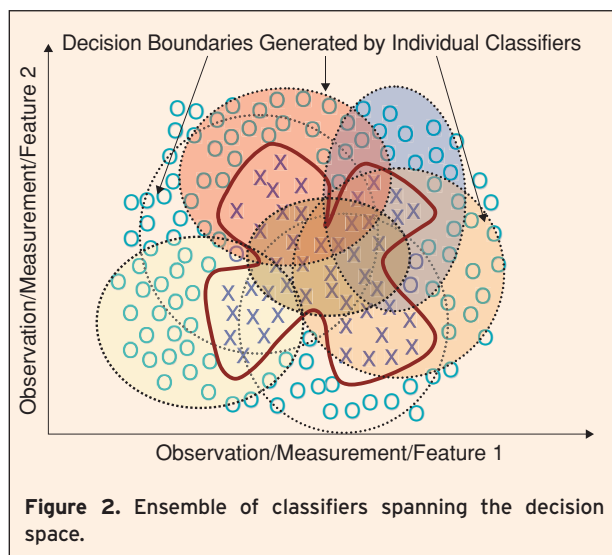 Decision Boundaries Generated by Individual Classifiers
Observation/Measurement/Feature 2
Observation/Measurement/Feature 1
Figure 2. Ensemble of classifiers spanning the decision
space.